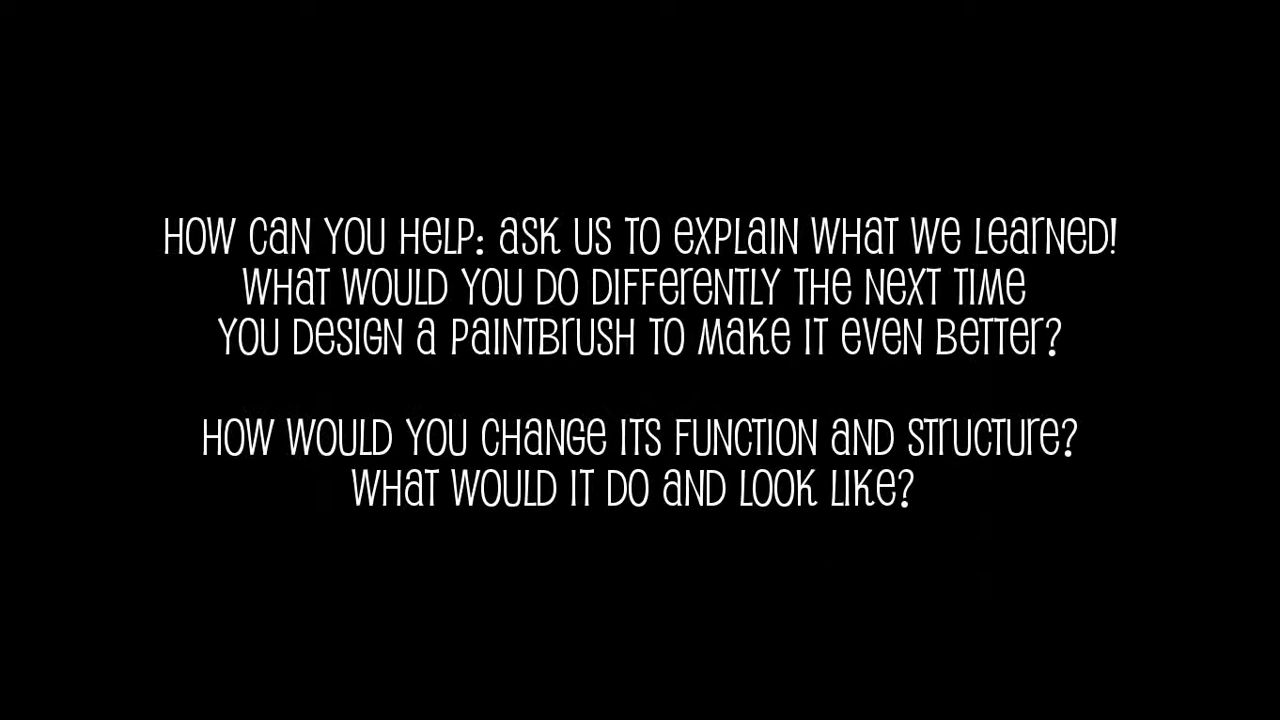 How can you help: ask us to explain what we learned!
What would you do differently the next time
you design a paintbrush to make it even better?
How would you change its function and structure?
What would it do and look like?